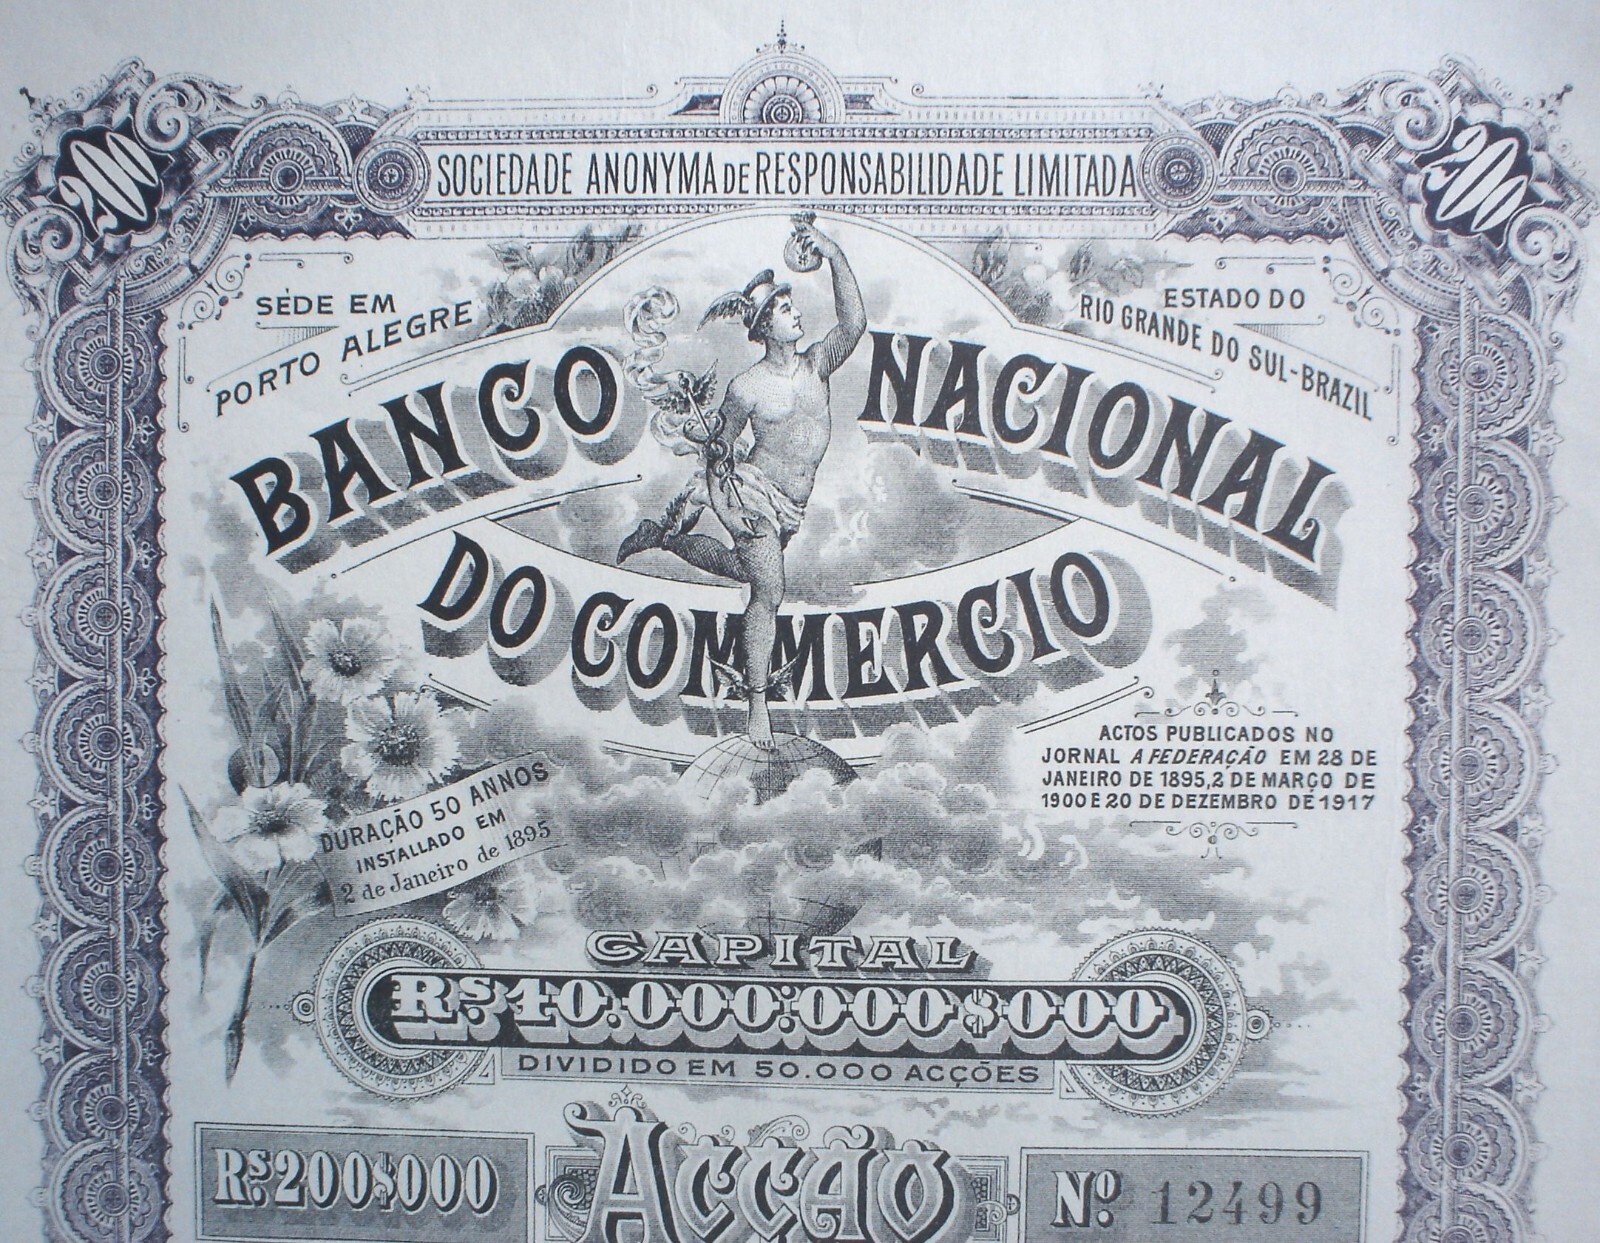 200
SOCIEDADE ANONYMA DE RESPONSABILIDADE LIMITADA
200
SÉDE EM
PORTO ALEGRE
ESTADO DO
RIO GRANDE DO SUL-BRAZIL
BANCO NACIONAL
DO COMMERCIO
ACTOS PUBLICADOS NO
JORNAL A FEDERAÇÃO EM 28 DE
JANEIRO DE 1895, 2 DE MARÇO DE
1900 E 20 DE DEZEMBRO DE 1917
DURAÇÃO 50 ANNOS
INSTALLADO EM
2 de Janeiro de 1895
CAPITAL
RS. 10.000:000$000
DIVIDIDO EM 50.000 ACÇÕES
RS. 200$000
ACÇÃO
Nº. 12499